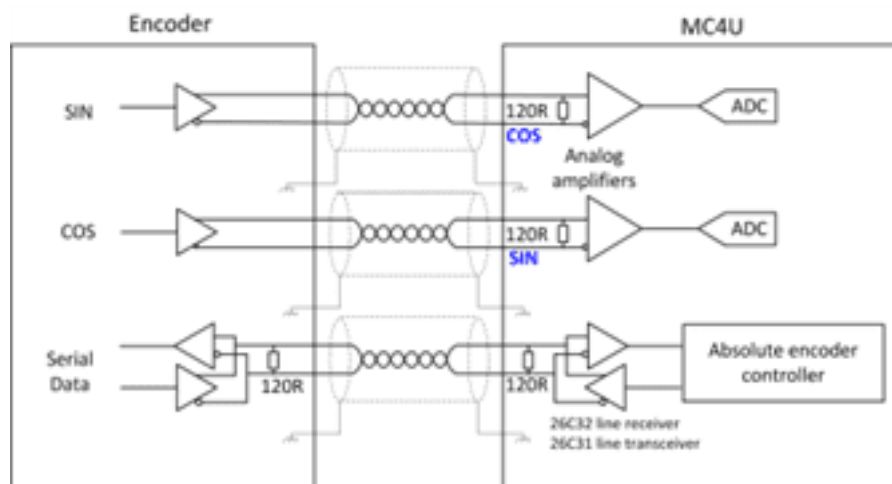 Encoder
MC4U
SIN
120R
COS
Analog
amplifiers
ADC
COS
120R
SIN
ADC
Serial
Data
120R
120R
Absolute encoder
controller
26C32 line receiver
26C31 line transceiver